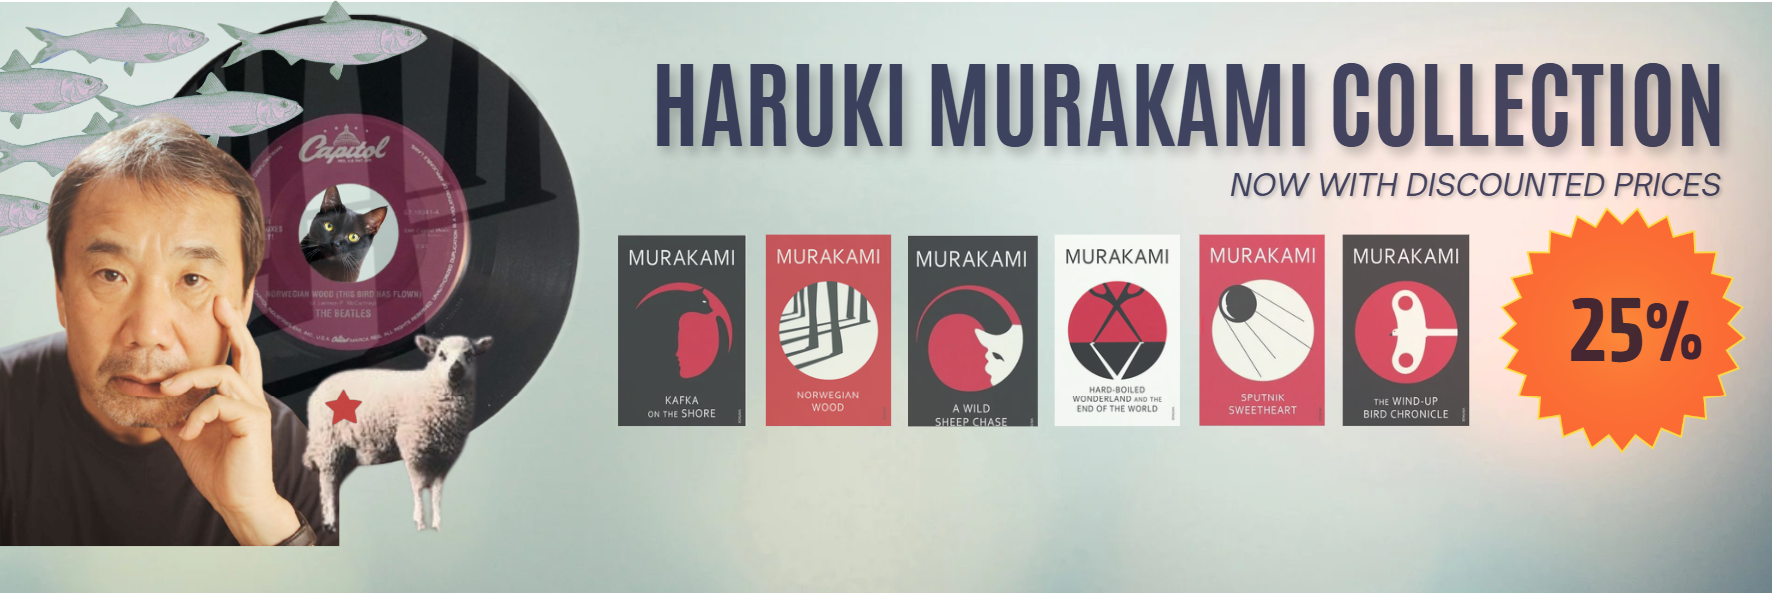 HARUKI MURAKAMI COLLECTION
NOW WITH DISCOUNTED PRICES
Capitol
NORWEGIAN WOOD (THIS BIRD HAS FLOWN)
THE BEATLES
MURAKAMI
KAFKA
ON THE SHORE
MURAKAMI
NORWEGIAN
WOOD
MURAKAMI
A WILD
SHEEP CHASE
MURAKAMI
HARD-BOILED
WONDERLAND AND THE
END OF THE WORLD
MURAKAMI
SPUTNIK
SWEETHEART
MURAKAMI
THE WIND-UP
BIRD CHRONICLE
25%